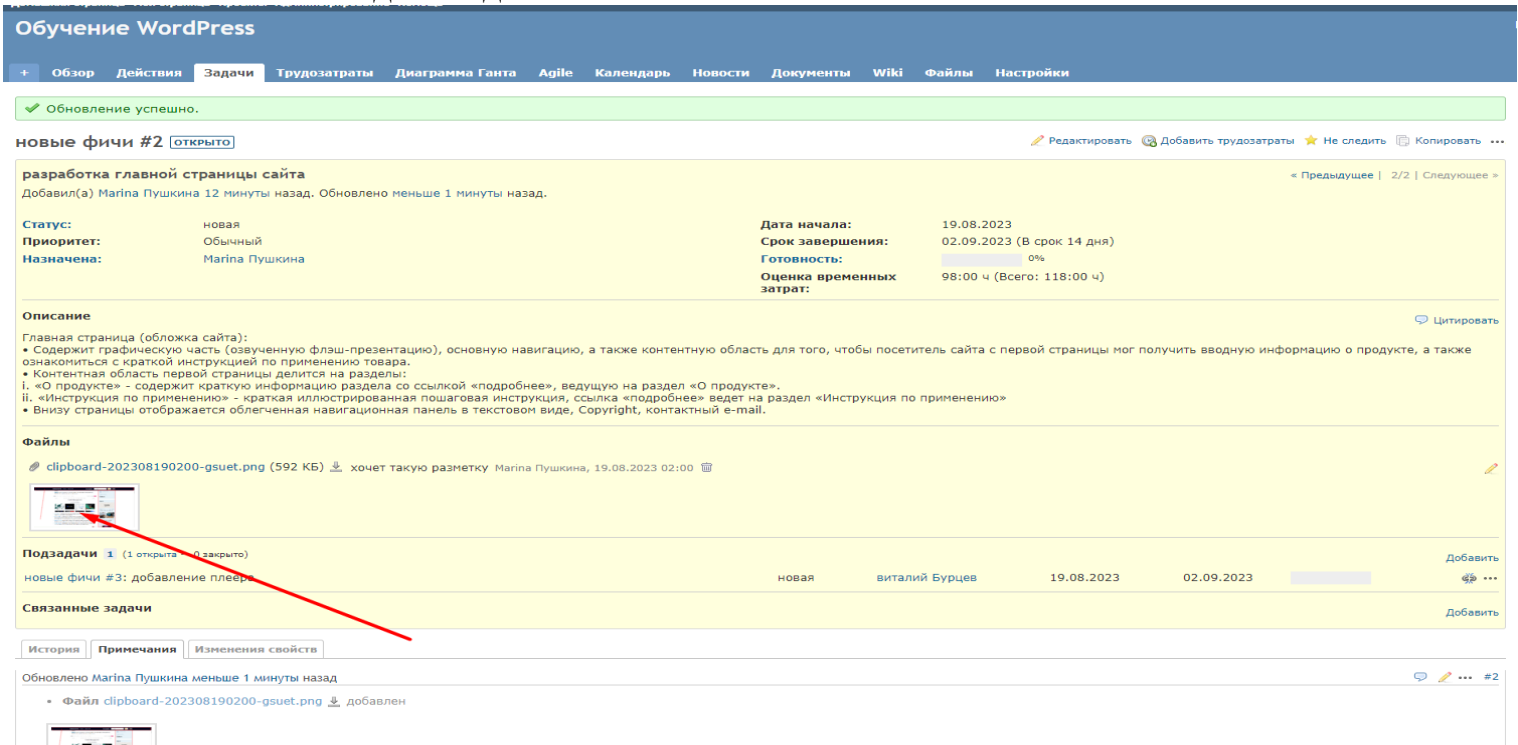 Обучение WordPress
+ Обзор Действия Задачи Трудозатраты Диаграмма Ганта Agile Календарь Новости Документы Wiki Файлы Настройки
Обновление успешно.
новые фичи #2 открыто Редактировать Добавить трудозатраты Не следить Копировать ...
разработка главной страницы сайта « Предыдущее | 2/2 | Следующее »
Добавил(а) Marina Пушкина 12 минуты назад. Обновлено меньше 1 минуты назад.
Статус: новая Дата начала: 19.08.2023
Приоритет: Обычный Срок завершения: 02.09.2023 (В срок 14 дня)
Назначена: Marina Пушкина Готовность: 0%
Оценка временных затрат: 98:00 ч (Всего: 118:00 ч)
Описание Цитировать
Главная страница (обложка сайта):
• Содержит графическую часть (озвученную флэш-презентацию), основную навигацию, а также контентную область для того, чтобы посетитель сайта с первой страницы мог получить вводную информацию о продукте, а также
ознакомиться с краткой инструкцией по применению товара.
• Контентная область первой страницы делится на разделы:
i. «О продукте» - содержит краткую информацию раздела со ссылкой «подробнее», ведущую на раздел «О продукте».
ii. «Инструкция по применению» - краткая иллюстрированная пошаговая инструкция, ссылка «подробнее» ведет на раздел «Инструкция по применению»
• Внизу страницы отображается облегченная навигационная панель в текстовом виде, Copyright, контактный e-mail.
Файлы
clipboard-202308190200-gsuet.png (592 КБ) хочет такую разметку Marina Пушкина, 19.08.2023 02:00
Подзадачи 1 (1 открыта — 0 закрыто) Добавить
новые фичи #3: добавление плеера новая виталий Бурцев 19.08.2023 02.09.2023 ...
Связанные задачи Добавить
История Примечания Изменения свойств
Обновлено Marina Пушкина меньше 1 минуты назад ... #2
• Файл clipboard-202308190200-gsuet.png добавлен